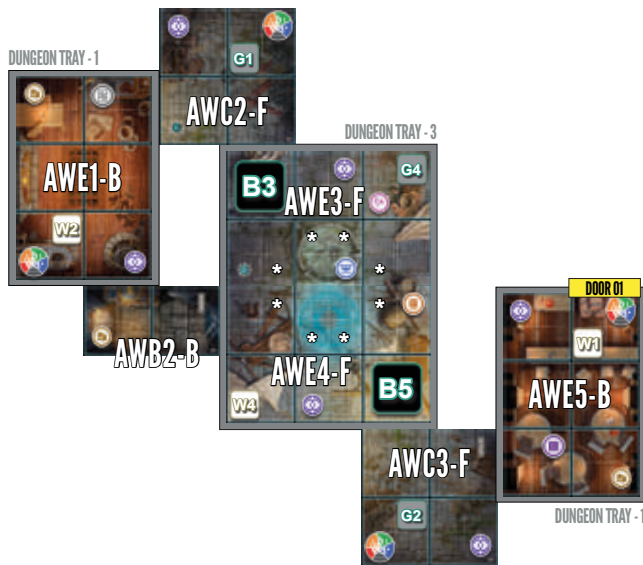 DUNGEON TRAY - 1
G1
AWC2-F
DUNGEON TRAY - 3
AWE1-B
W2
B3
G4
AWE3-F
* *
* *
* *
* *
AWB2-B
AWE4-F
W4
B5
DOOR 01
W1
AWE5-B
AWC3-F
G2
DUNGEON TRAY - 1